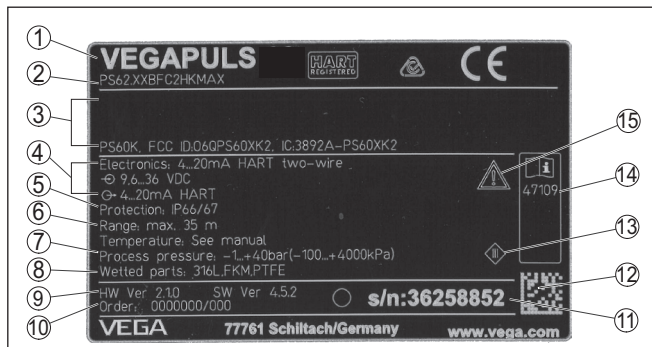 1 VEGAPULS HART REGISTERED CE
2 PS62.XXBFC2HKMAX
3
PS60K, FCC ID:O6QPS60XK2, IC:3892A-PS60XK2
4 Electronics: 4...20mA HART two-wire
9,6...36 VDC
4...20mA HART
5 Protection: IP66/67
6 Range: max. 35 m
Temperature: See manual
7 Process pressure: -1...+40bar(-100...+4000kPa)
8 Wetted parts: 316L,FKM,PTFE
9 HW Ver 2.1.0 SW Ver 4.5.2
10 Order: 0000000/000
s/n:36258852 11
VEGA 77761 Schiltach/Germany www.vega.com
15
i
47109 14
13
12